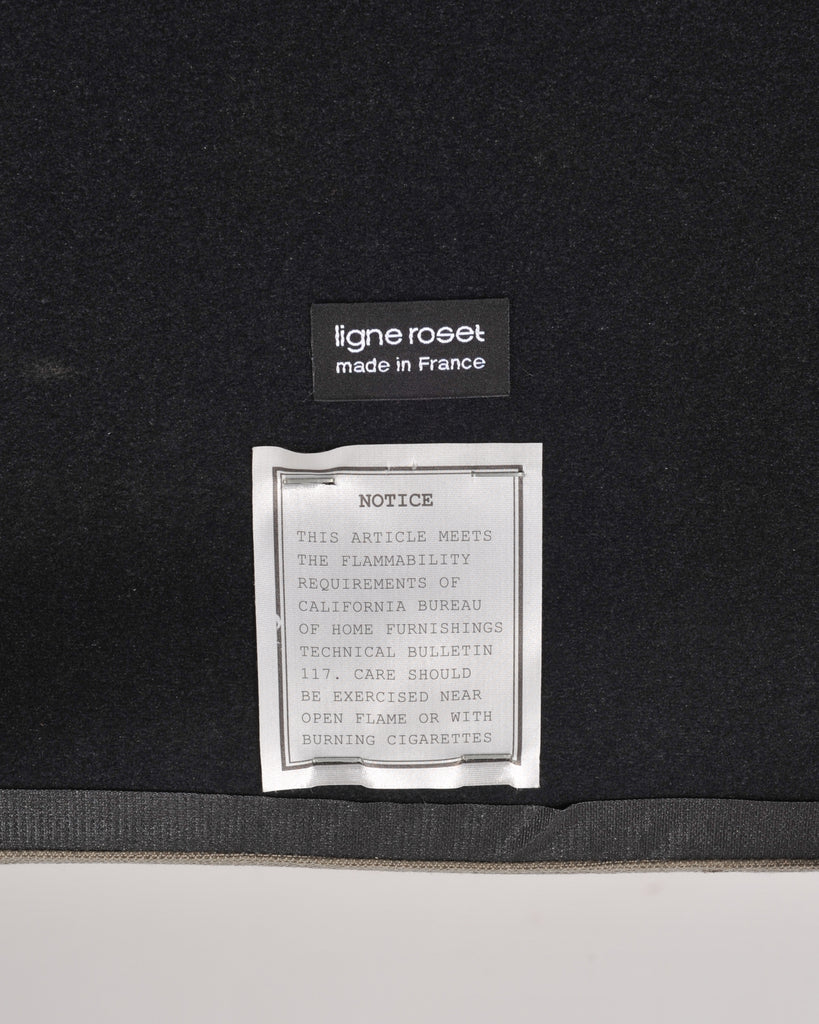 ligne roset
made in France
NOTICE
THIS ARTICLE MEETS
THE FLAMMABILITY
REQUIREMENTS OF
CALIFORNIA BUREAU
OF HOME FURNISHINGS
TECHNICAL BULLETIN
117. CARE SHOULD
BE EXERCISED NEAR
OPEN FLAME OR WITH
BURNING CIGARETTES